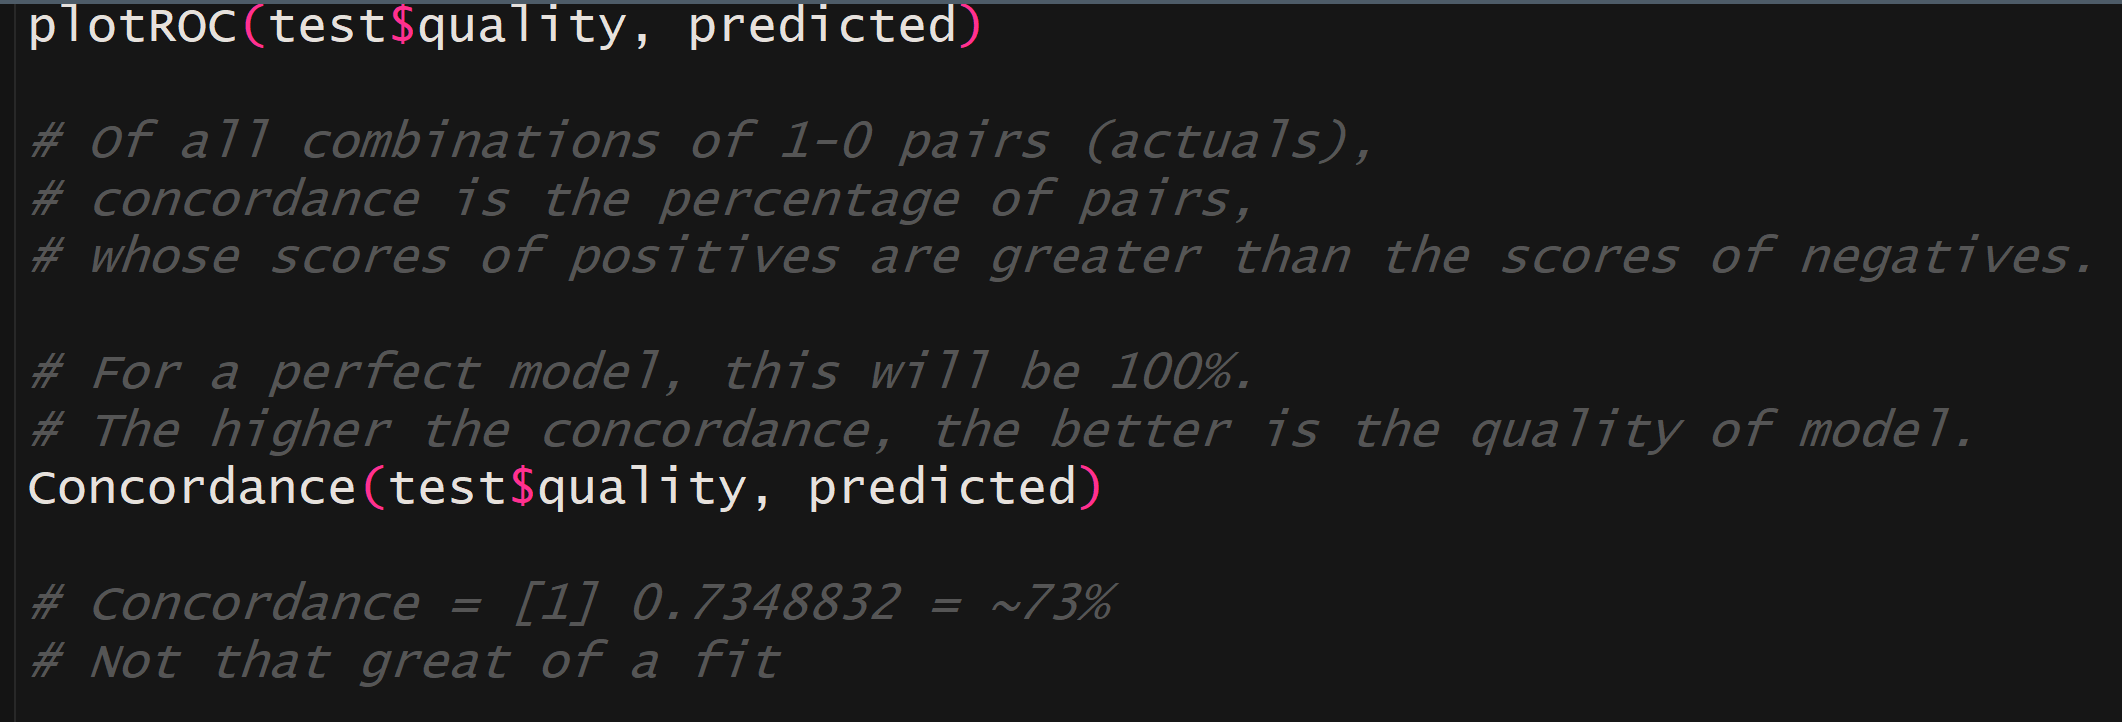 plotROC(test$quality, predicted)
# Of all combinations of 1-0 pairs (actuals),
# concordance is the percentage of pairs,
# whose scores of positives are greater than the scores of negatives.
# For a perfect model, this will be 100%.
# The higher the concordance, the better is the quality of model.
Concordance(test$quality, predicted)
# Concordance = [1] 0.7348832 = ~73%
# Not that great of a fit